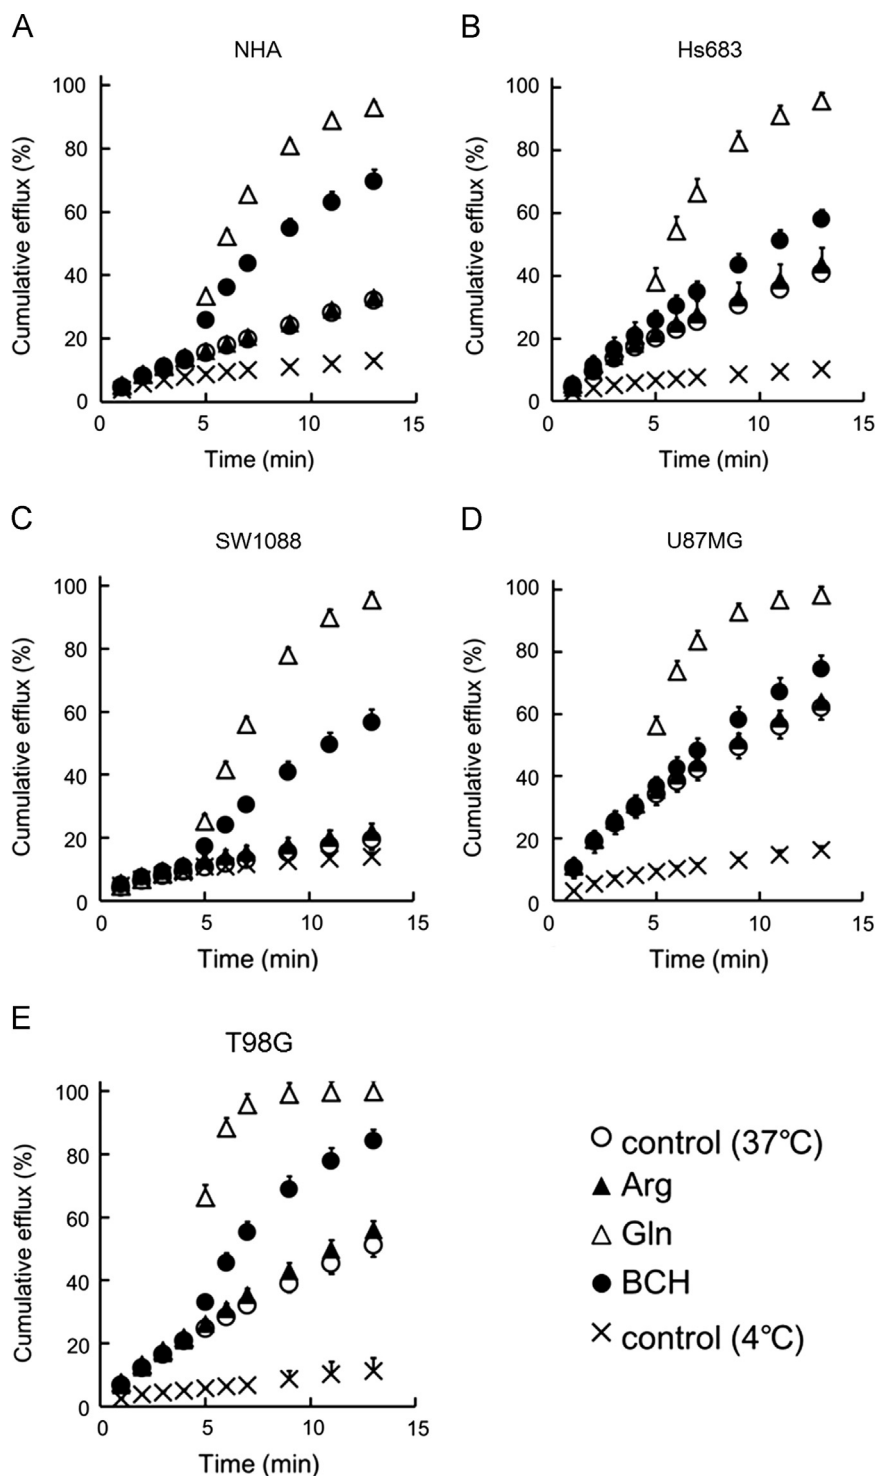 A
NHA
Cumulative efflux (%)
100
80
60
40
20
0
0
5
10
15
Time (min)
B
Hs683
Cumulative efflux (%)
100
80
60
40
20
0
0
5
10
15
Time (min)
C
SW1088
Cumulative efflux (%)
100
80
60
40
20
0
0
5
10
15
Time (min)
D
U87MG
Cumulative efflux (%)
100
80
60
40
20
0
0
5
10
15
Time (min)
E
T98G
Cumulative efflux (%)
100
80
60
40
20
0
0
5
10
15
Time (min)
control (37℃)
Arg
Gln
BCH
control (4℃)